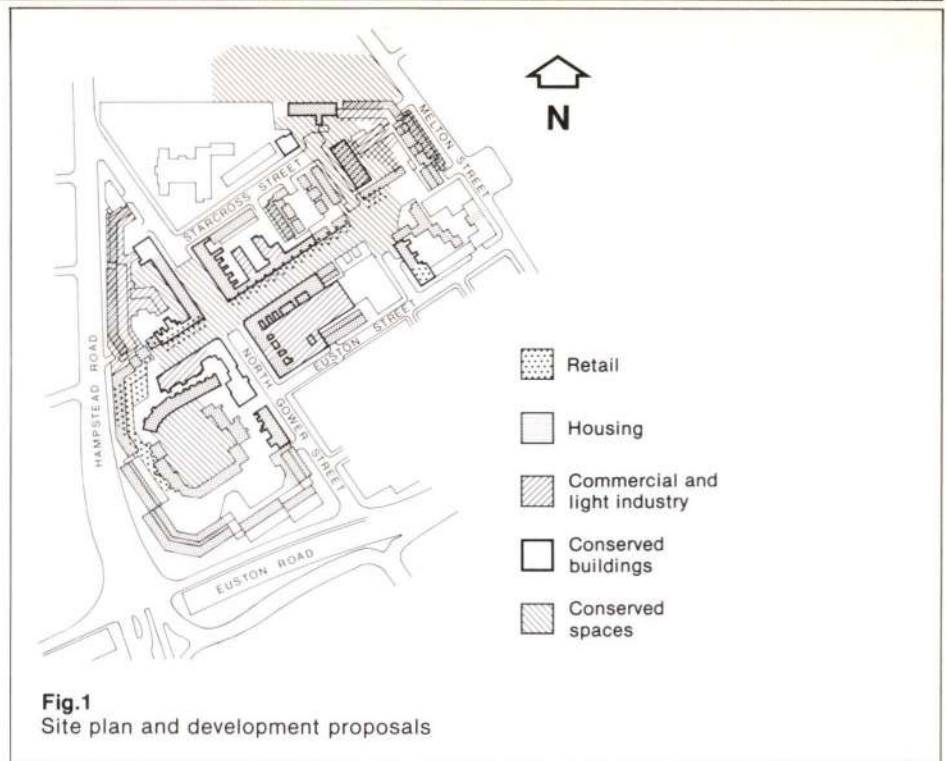 N
MELTON STREET
STARCROSS STREET
EUSTON STREET
NORTH GOWER STREET
HAMPSTEAD ROAD
EUSTON ROAD
Retail
Housing
Commercial and
light industry
Conserved
buildings
Conserved
spaces
Fig.1
Site plan and development proposals